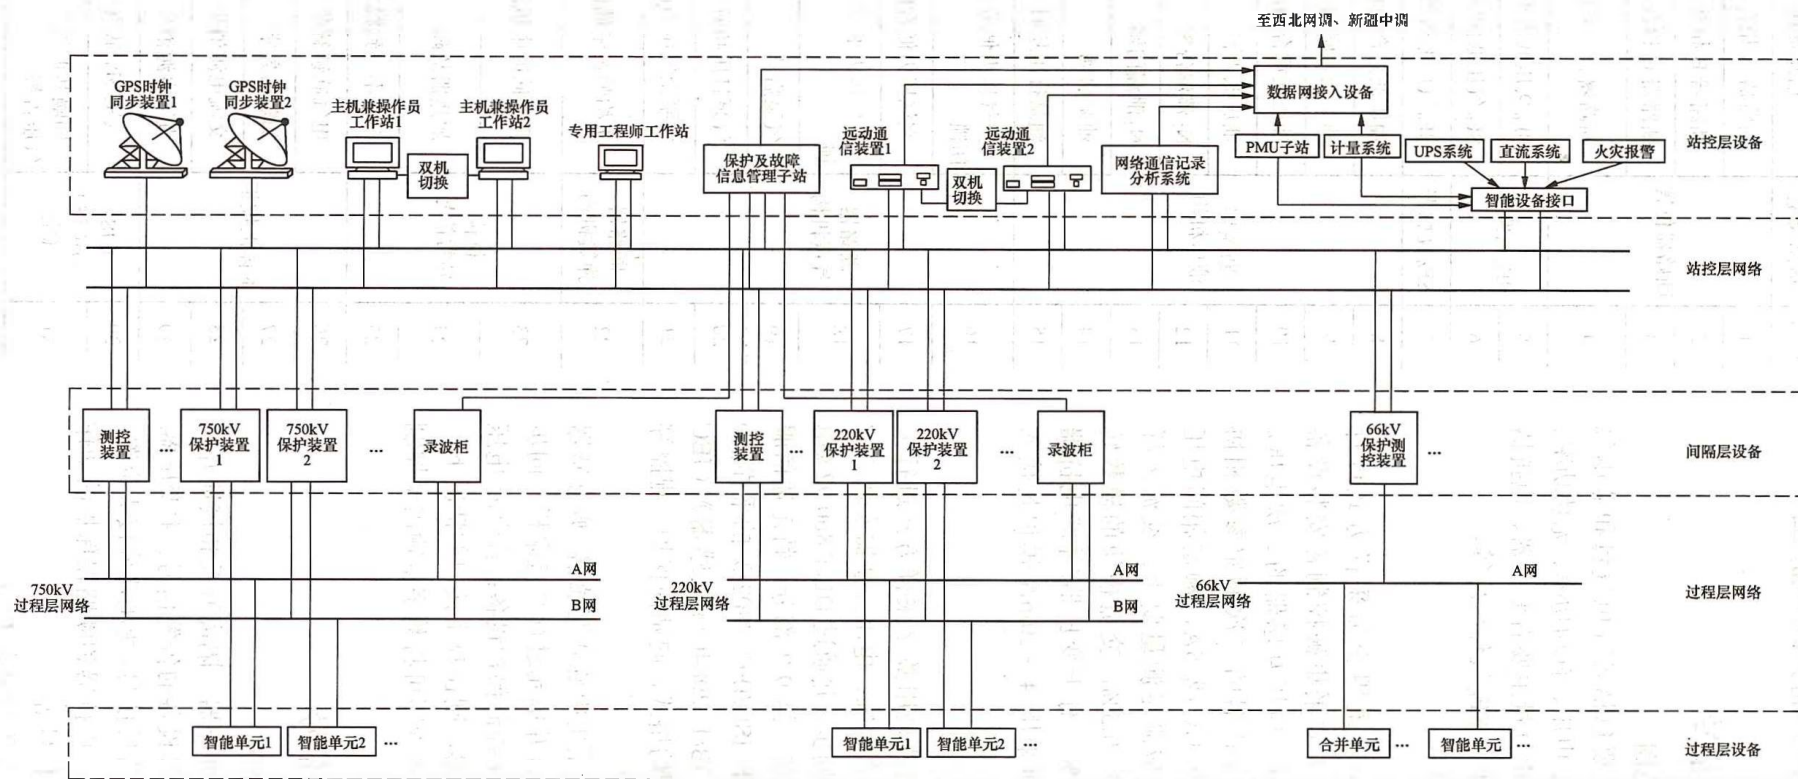 至西北网调、新疆中调
GPS时钟
同步装置1
GPS时钟
同步装置2
主机兼操作员
工作站1
主机兼操作员
工作站2
双机
切换
专用工程师工作站
保护及故障
信息管理子站
远动通
信装置1
远动通
信装置2
双机
切换
网络通信记录
分析系统
数据网接入设备
PMU子站
计量系统
UPS系统
直流系统
火灾报警
智能设备接口
站控层设备
站控层网络
测控
装置
...
750kV
保护装置
1
750kV
保护装置
2
...
录波柜
测控
装置
...
220kV
保护装置
1
220kV
保护装置
2
...
录波柜
66kV
保护测
控装置
...
间隔层设备
750kV
过程层网络
A网
B网
220kV
过程层网络
A网
B网
66kV
过程层网络
A网
过程层网络
智能单元1
智能单元2
...
智能单元1
智能单元2
...
合并单元
...
智能单元
...
过程层设备